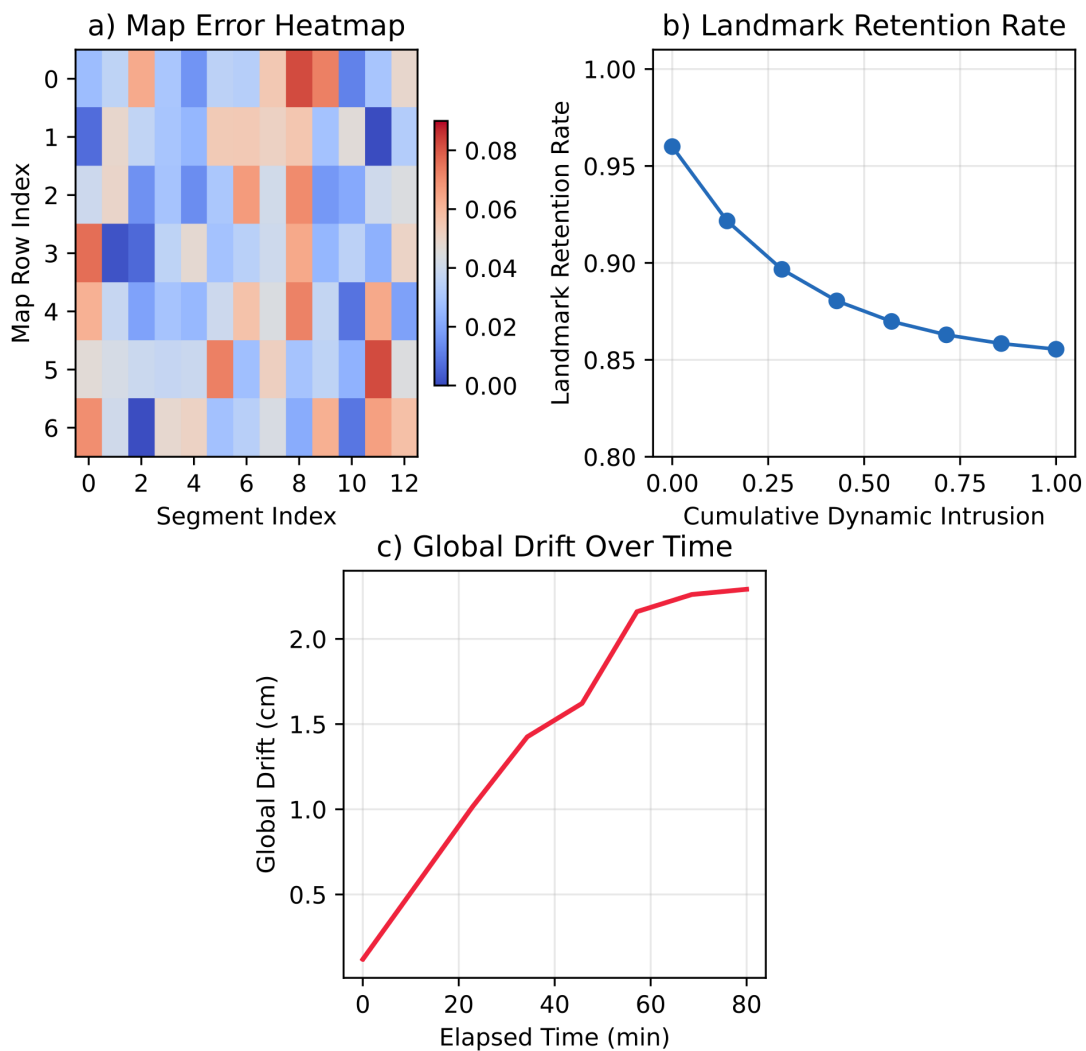 a) Map Error Heatmap
Map Row Index
0
1
2
3
4
5
6
0 2 4 6 8 10 12
Segment Index
0.08
0.06
0.04
0.02
0.00
b) Landmark Retention Rate
Landmark Retention Rate
1.00
0.95
0.90
0.85
0.80
0.00 0.25 0.50 0.75 1.00
Cumulative Dynamic Intrusion
c) Global Drift Over Time
Global Drift (cm)
2.0
1.5
1.0
0.5
0 20 40 60 80
Elapsed Time (min)